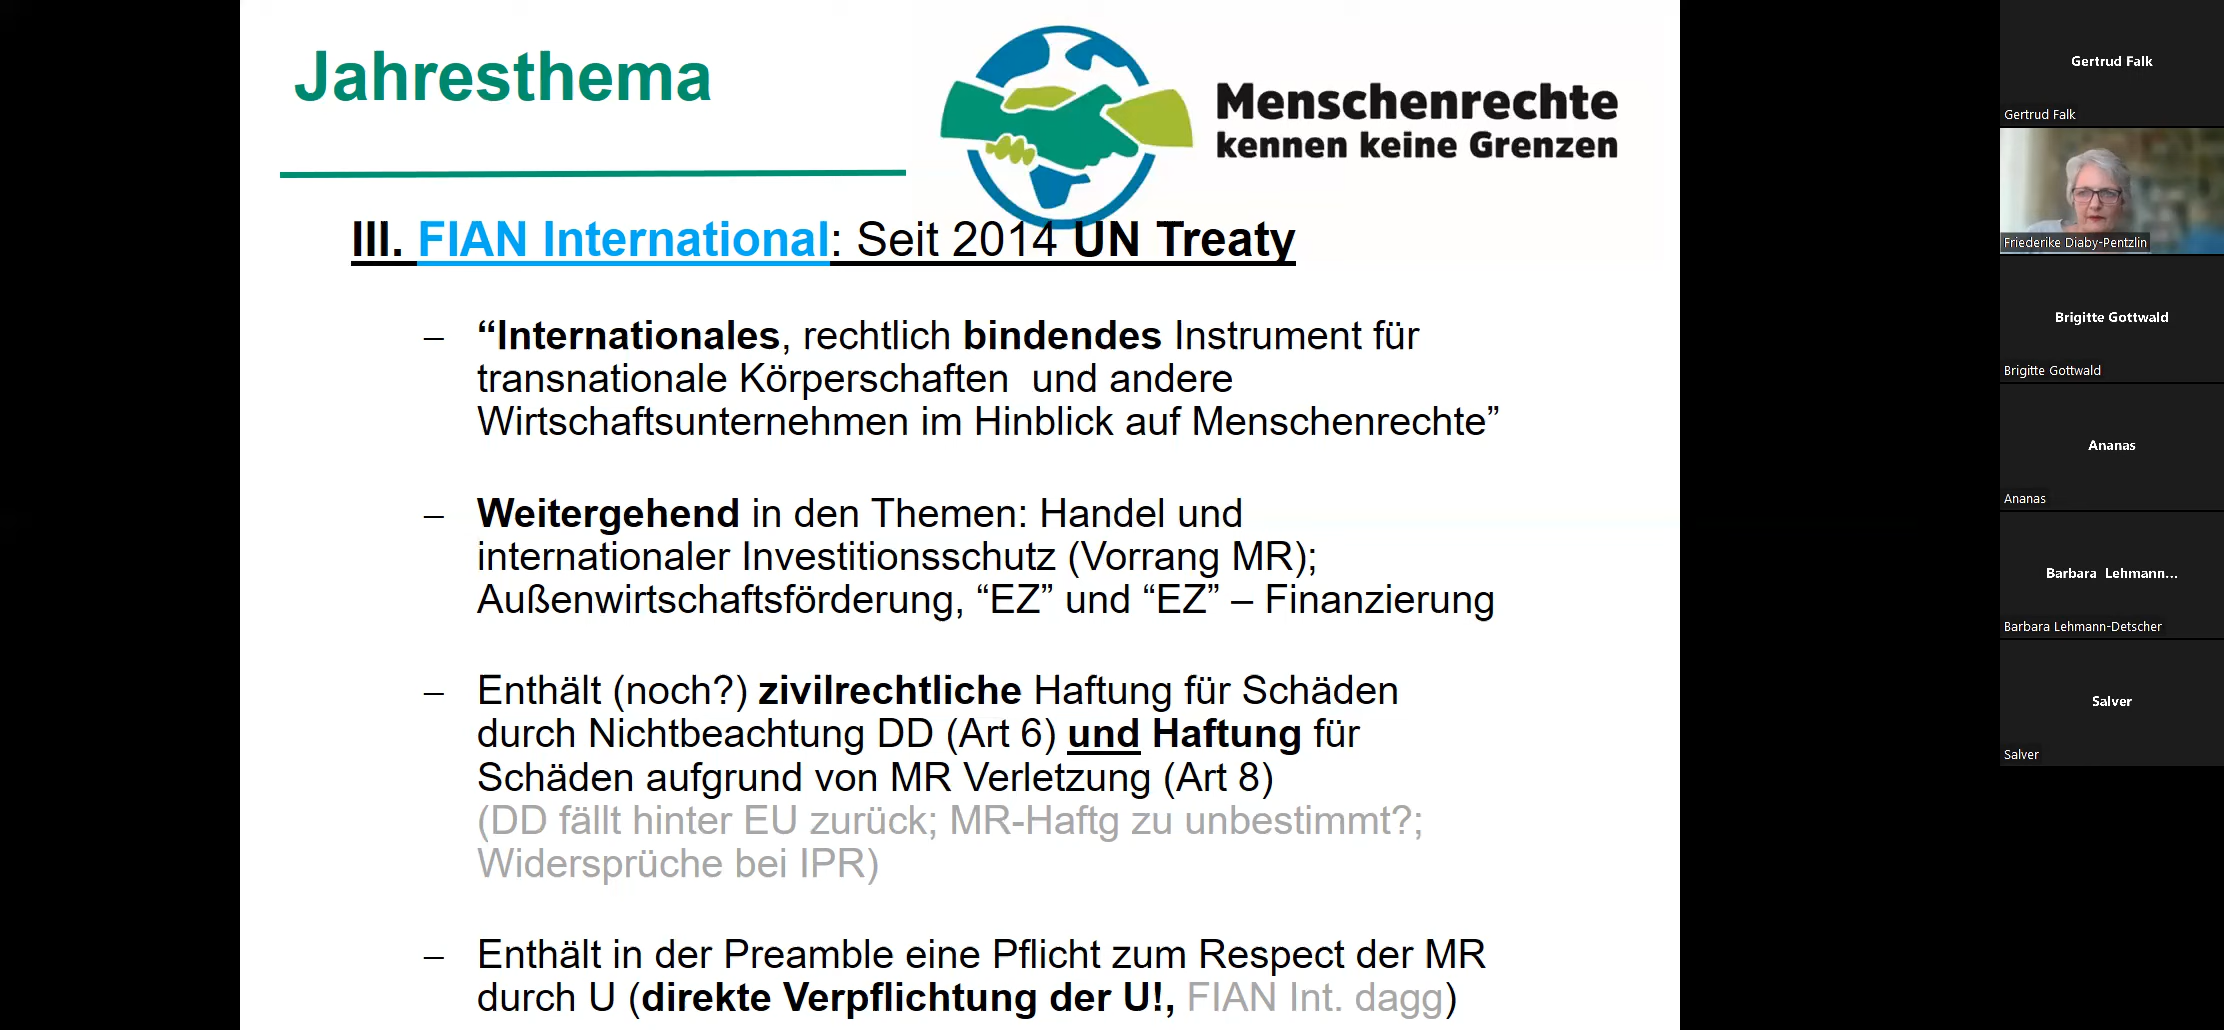 Jahresthema
Menschenrechte
kennen keine Grenzen
III. FIAN International: Seit 2014 UN Treaty
– “Internationales, rechtlich bindendes Instrument für
transnationale Körperschaften und andere
Wirtschaftsunternehmen im Hinblick auf Menschenrechte”
– Weitergehend in den Themen: Handel und
internationaler Investitionsschutz (Vorrang MR);
Außenwirtschaftsförderung, “EZ” und “EZ” – Finanzierung
– Enthält (noch?) zivilrechtliche Haftung für Schäden
durch Nichtbeachtung DD (Art 6) und Haftung für
Schäden aufgrund von MR Verletzung (Art 8)
(DD fällt hinter EU zurück; MR-Haftg zu unbestimmt?;
Widersprüche bei IPR)
– Enthält in der Preamble eine Pflicht zum Respect der MR
durch U (direkte Verpflichtung der U!, FIAN Int. dagg)
Gertrud Falk
Gertrud Falk
Friederike Diaby-Pentzlin
Brigitte Gottwald
Brigitte Gottwald
Ananas
Ananas
Barbara Lehmann...
Barbara Lehmann-Detscher
Salver
Salver